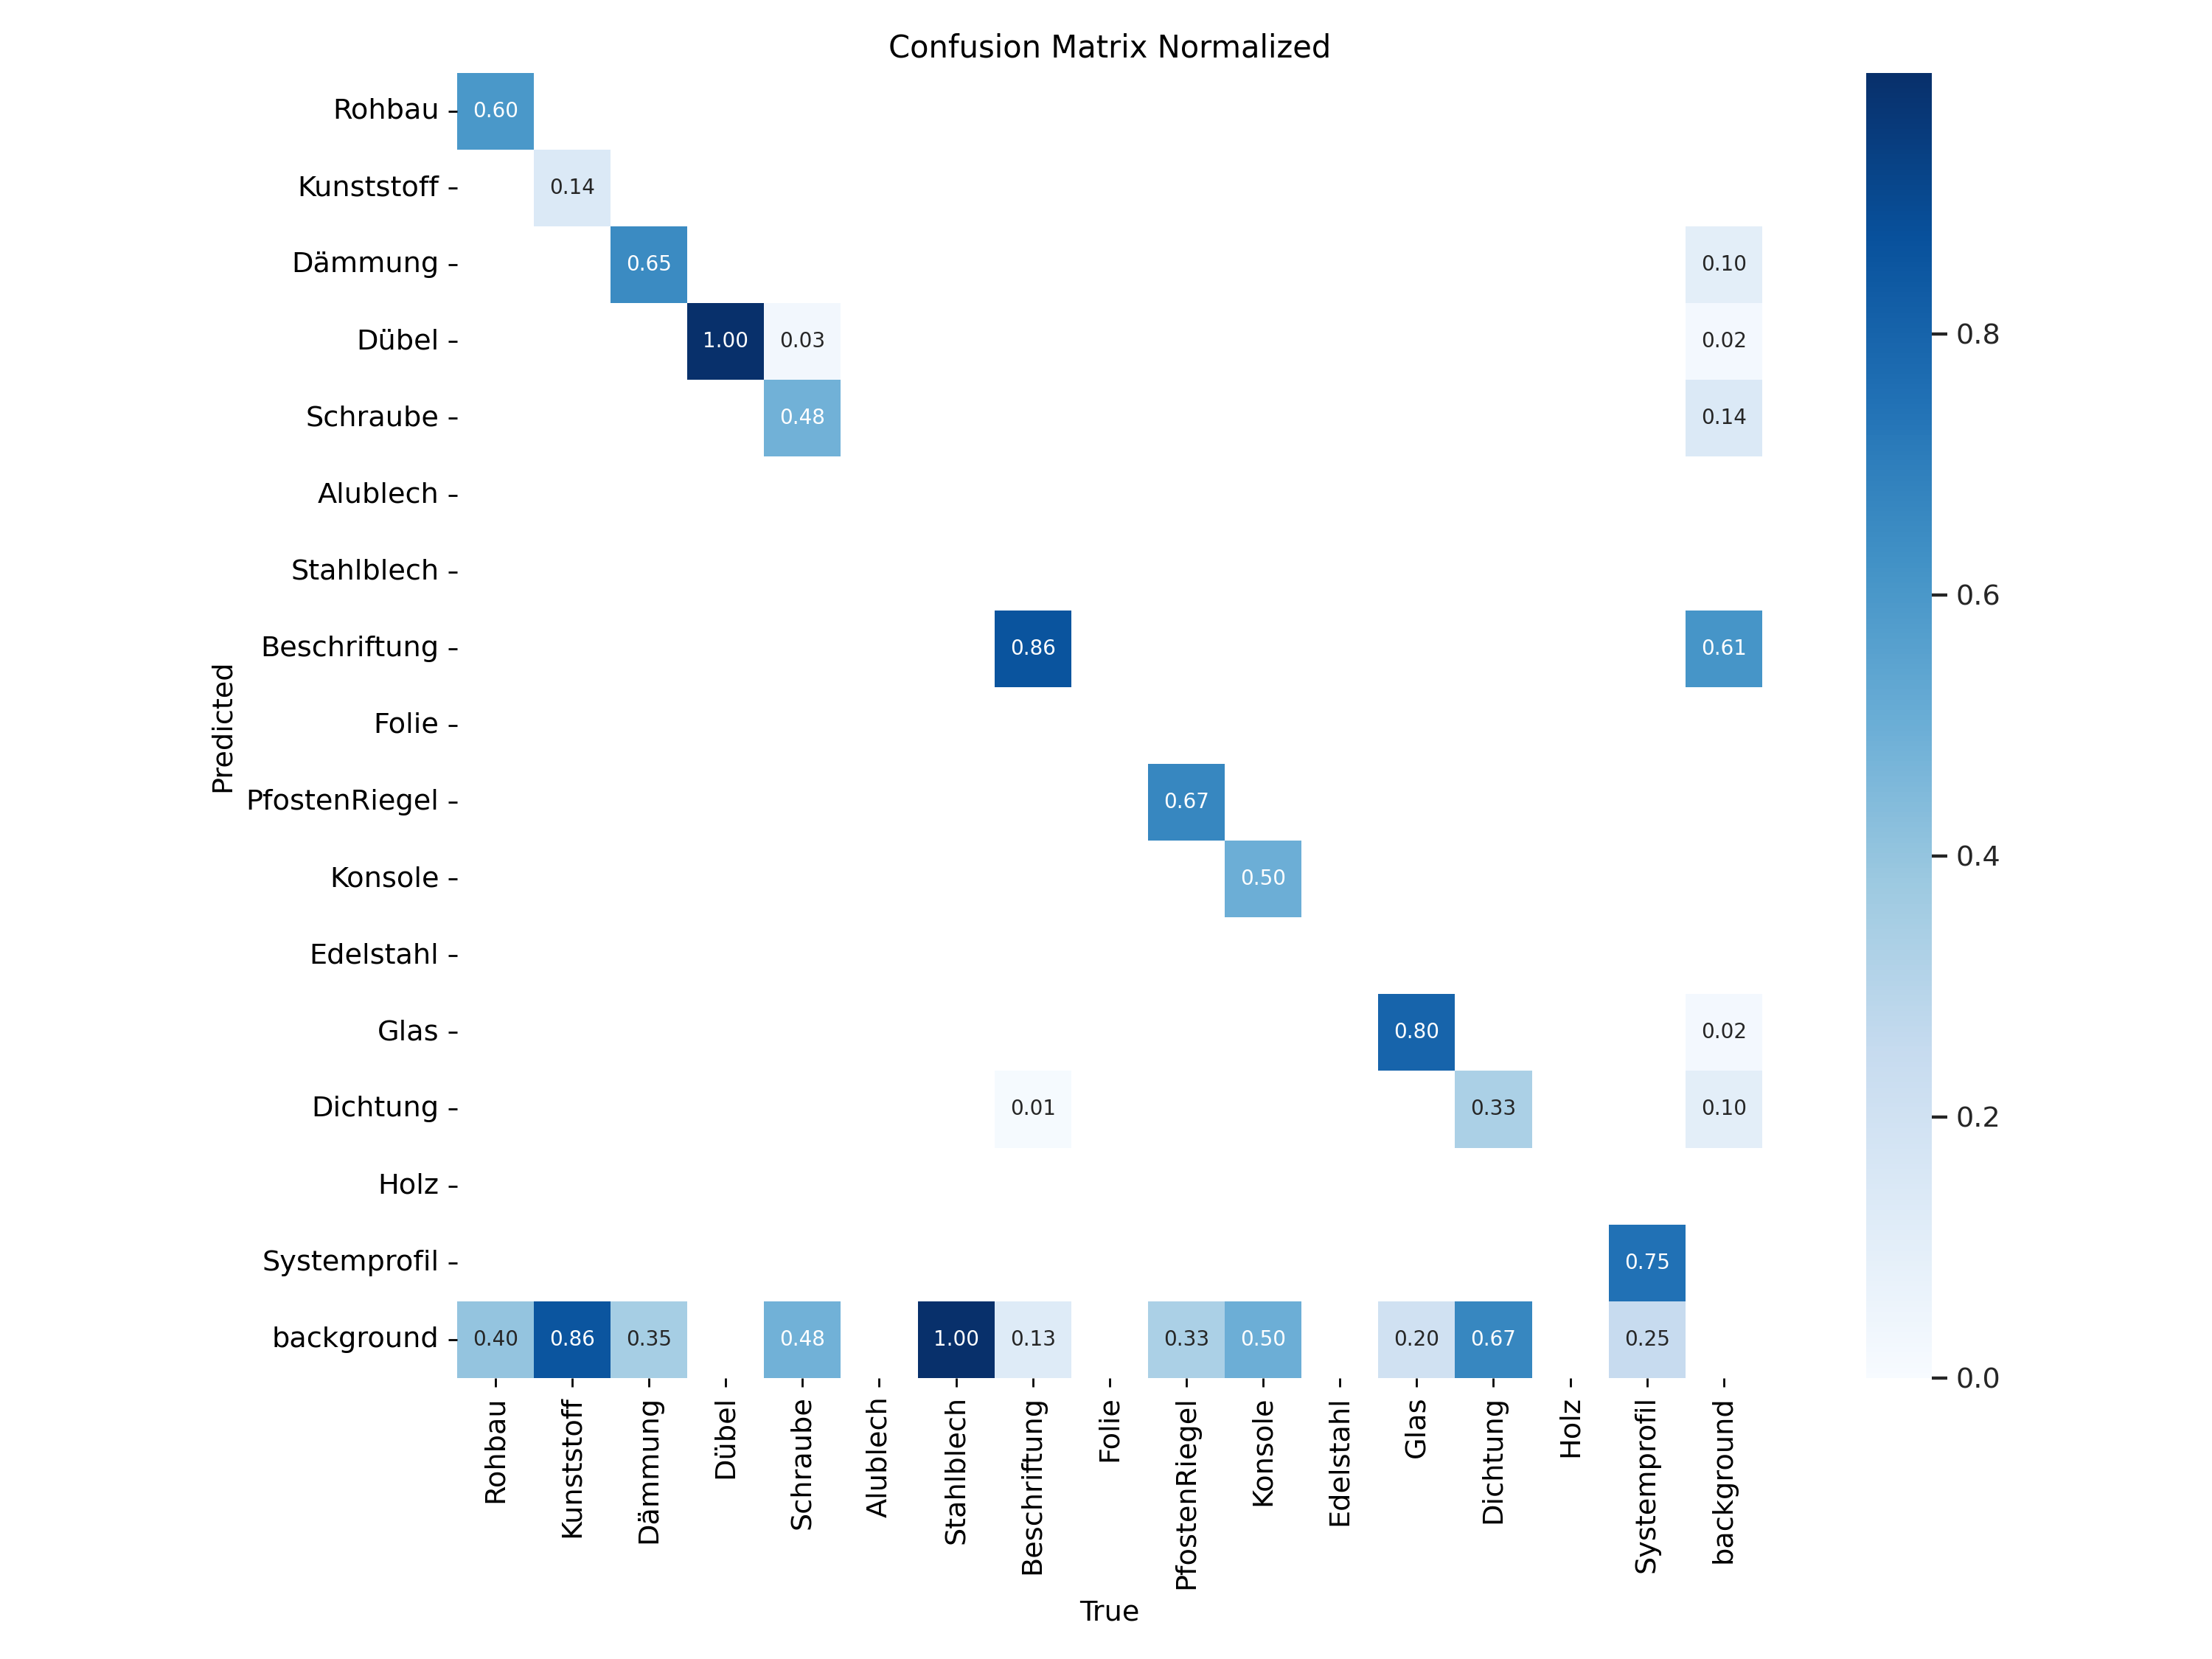 Confusion Matrix Normalized
Predicted
Rohbau 0.60
Kunststoff 0.14
Dämmung 0.65 0.10
Dübel 1.00 0.03 0.02
Schraube 0.48 0.14
Alublech
Stahlblech
Beschriftung 0.86 0.61
Folie
PfostenRiegel 0.67
Konsole 0.50
Edelstahl
Glas 0.80 0.02
Dichtung 0.01 0.33 0.10
Holz
Systemprofil 0.75
background 0.40 0.86 0.35 0.48 1.00 0.13 0.33 0.50 0.20 0.67 0.25
Rohbau Kunststoff Dämmung Dübel Schraube Alublech Stahlblech Beschriftung Folie PfostenRiegel Konsole Edelstahl Glas Dichtung Holz Systemprofil background
True
0.8
0.6
0.4
0.2
0.0